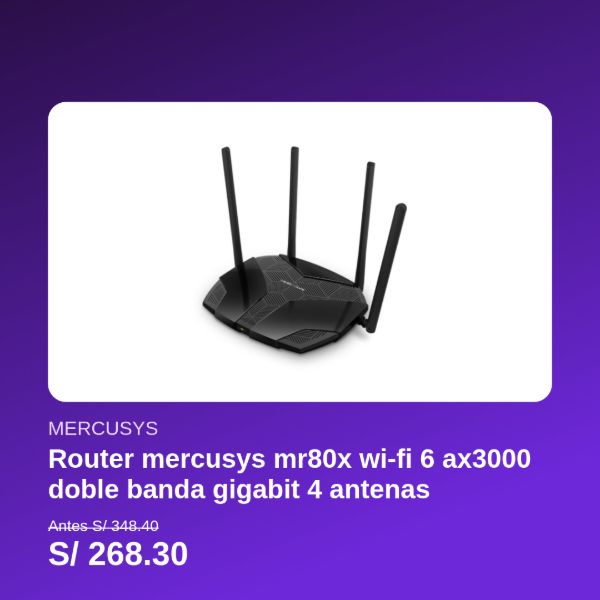 MERCUSYS
Router mercusys mr80x wi-fi 6 ax3000
doble banda gigabit 4 antenas
Antes S/ 348.40
S/ 268.30